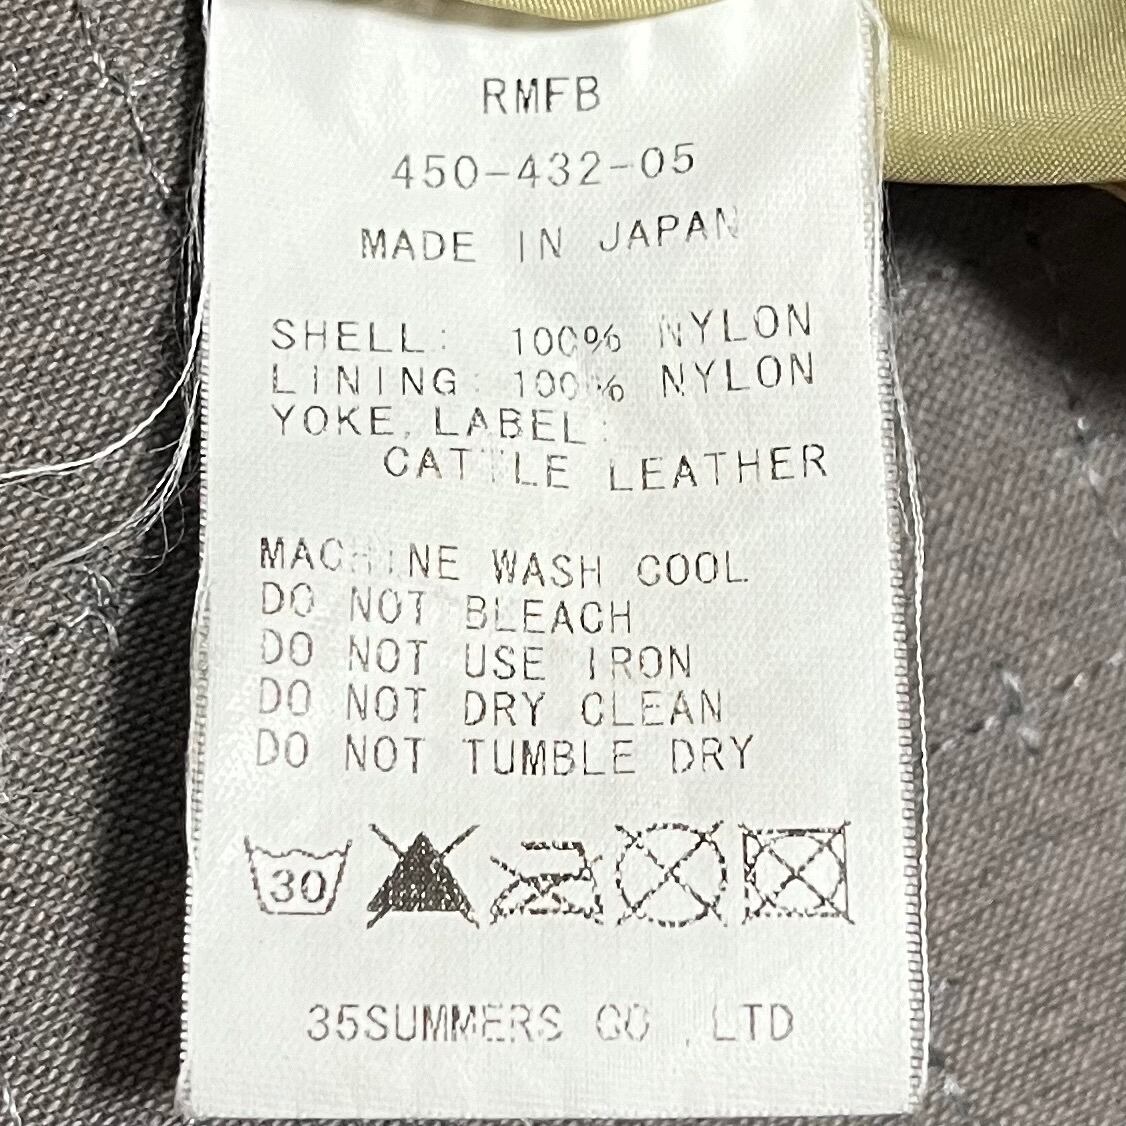 RMFB
450-432-05
MADE IN JAPAN
SHELL: 100% NYLON
LINING: 100% NYLON
YOKE, LABEL:
CATTLE LEATHER
MACHINE WASH COOL
DO NOT BLEACH
DO NOT USE IRON
DO NOT DRY CLEAN
DO NOT TUMBLE DRY
30
35SUMMERS CO.,LTD